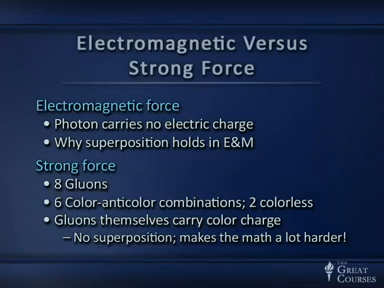 Electromagnetic Versus
Strong Force
Electromagnetic force
• Photon carries no electric charge
• Why superposition holds in E&M
Strong force
• 8 Gluons
• 6 Color-anticolor combinations; 2 colorless
• Gluons themselves carry color charge
– No superposition; makes the math a lot harder!
THE
GREAT
COURSES